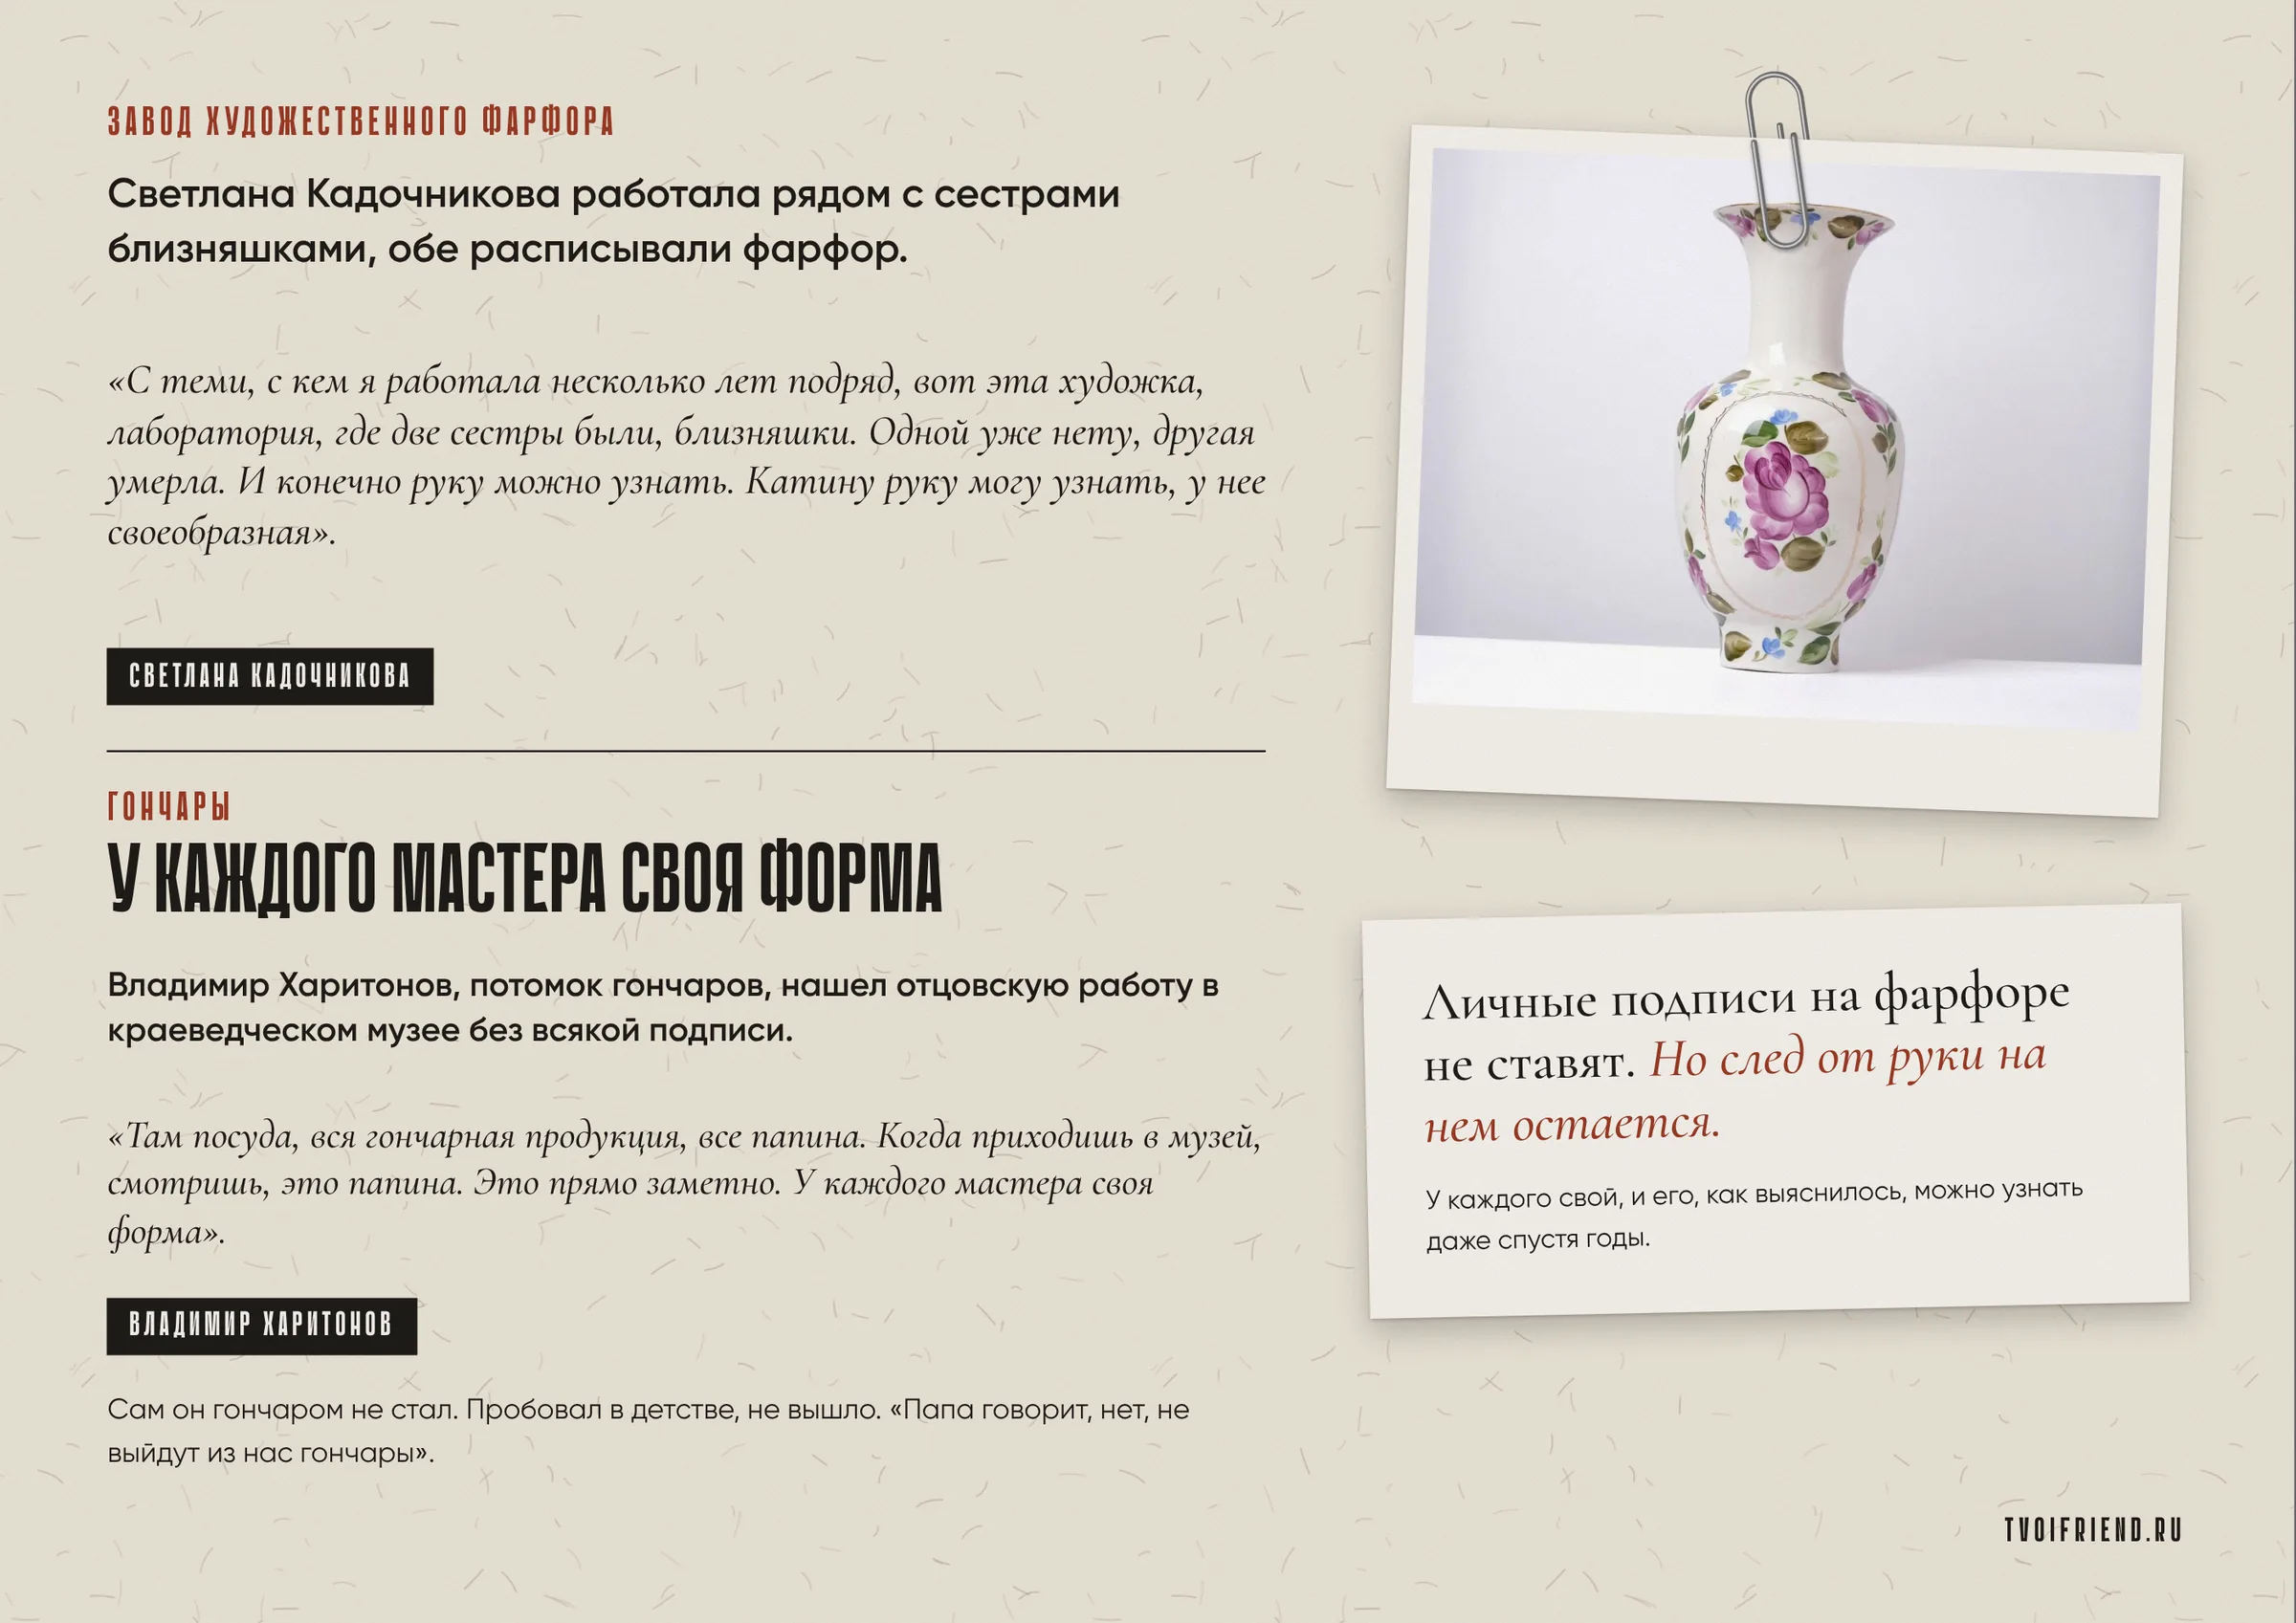 ЗАВОД ХУДОЖЕСТВЕННОГО ФАРФОРА
Светлана Кадочникова работала рядом с сестрами
близняшками, обе расписывали фарфор.
«С теми, с кем я работала несколько лет подряд, вот эта художка,
лаборатория, где две сестры были, близняшки. Одной уже нету, другая
умерла. И конечно руку можно узнать. Катину руку могу узнать, у нее
своеобразная».
СВЕТЛАНА КАДОЧНИКОВА
ГОНЧАРЫ
У КАЖДОГО МАСТЕРА СВОЯ ФОРМА
Владимир Харитонов, потомок гончаров, нашел отцовскую работу в
краеведческом музее без всякой подписи.
«Там посуда, вся гончарная продукция, все папина. Когда приходишь в музей,
смотришь, это папина. Это прямо заметно. У каждого мастера своя
форма».
ВЛАДИМИР ХАРИТОНОВ
Сам он гончаром не стал. Пробовал в детстве, не вышло. «Папа говорит, нет, не
выйдут из нас гончары».
Личные подписи на фарфоре
не ставят. Но след от руки на
нем остается.
У каждого свой, и его, как выяснилось, можно узнать
даже спустя годы.
TVOIFRIEND.RU